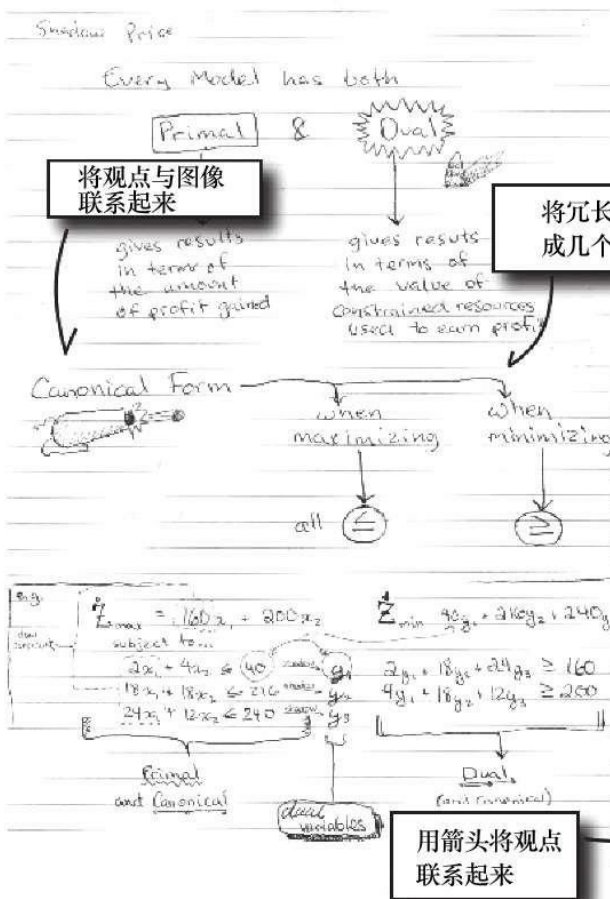 Shadow Price
Every Model has both
Primal & Dual
将观点与图像
联系起来
将冗长
成几个
gives results
in term of
the amount
of profit gained
gives resuts
in terms of
the value of
constrained resources
used to earn profit
Canonical Form
when
maximizing
when
minimizing
all ≤
≥
e.g.
Z max = 160x₁ + 200x₂
subject to...
2x₁ + 4x₂ ≤ 40 y₁
18x₁ + 18x₂ ≤ 216 y₂
24x₁ + 12x₂ ≤ 240 y₃
Primal
and Canonical
dual
variables
Z min 40y₁ + 216y₂ + 240y
2y₁ + 18y₂ + 24y₃ ≥ 160
4y₁ + 18y₂ + 12y₃ ≥ 200
Dual
(and canonical)
用箭头将观点
联系起来